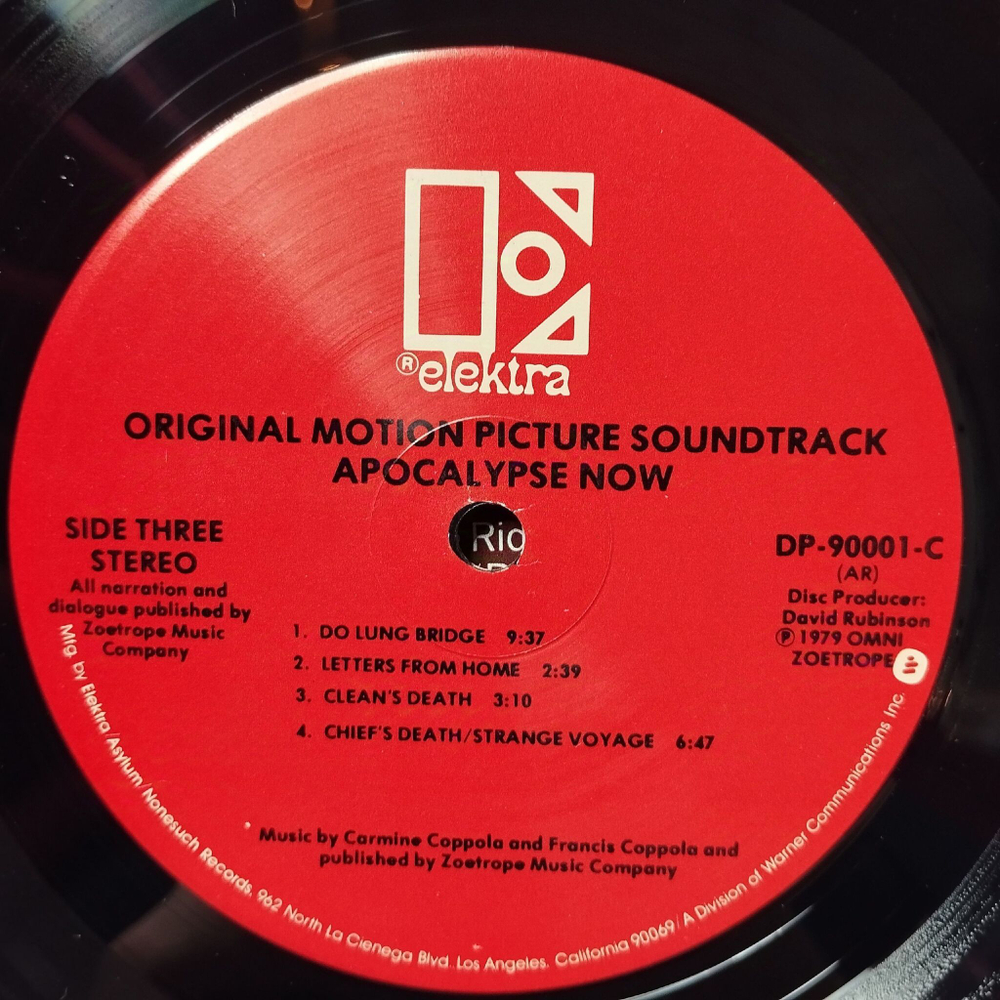 ® elektra
ORIGINAL MOTION PICTURE SOUNDTRACK
APOCALYPSE NOW
SIDE THREE
STEREO
All narration and
dialogue published by
Zoetrope Music
Company
Ric
DP-90001-C
(AR)
Disc Producer:
David Rubinson
Ⓟ 1979 OMNI
ZOETROPE
1. DO LUNG BRIDGE 9:37
2. LETTERS FROM HOME 2:39
3. CLEAN'S DEATH 3:10
4. CHIEF'S DEATH/STRANGE VOYAGE 6:47
Music by Carmine Coppola and Francis Coppola and
published by Zoetrope Music Company
Mfg. by Elektra/Asylum/Nonesuch Records, 962 North La Cienega Blvd. Los Angeles, California 90069/A Division of Warner Communications Inc.